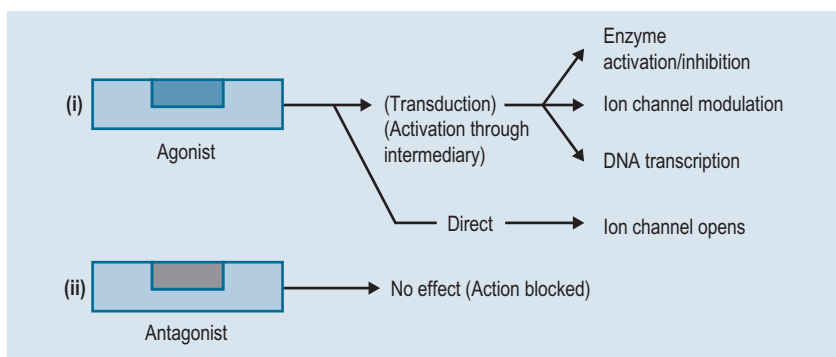 Enzyme
activation/inhibition
(i)
(Transduction)
Ion channel modulation
(Activation through
intermediary)
Agonist
DNA transcription
Direct
Ion channel opens
(ii)
No effect (Action blocked)
Antagonist